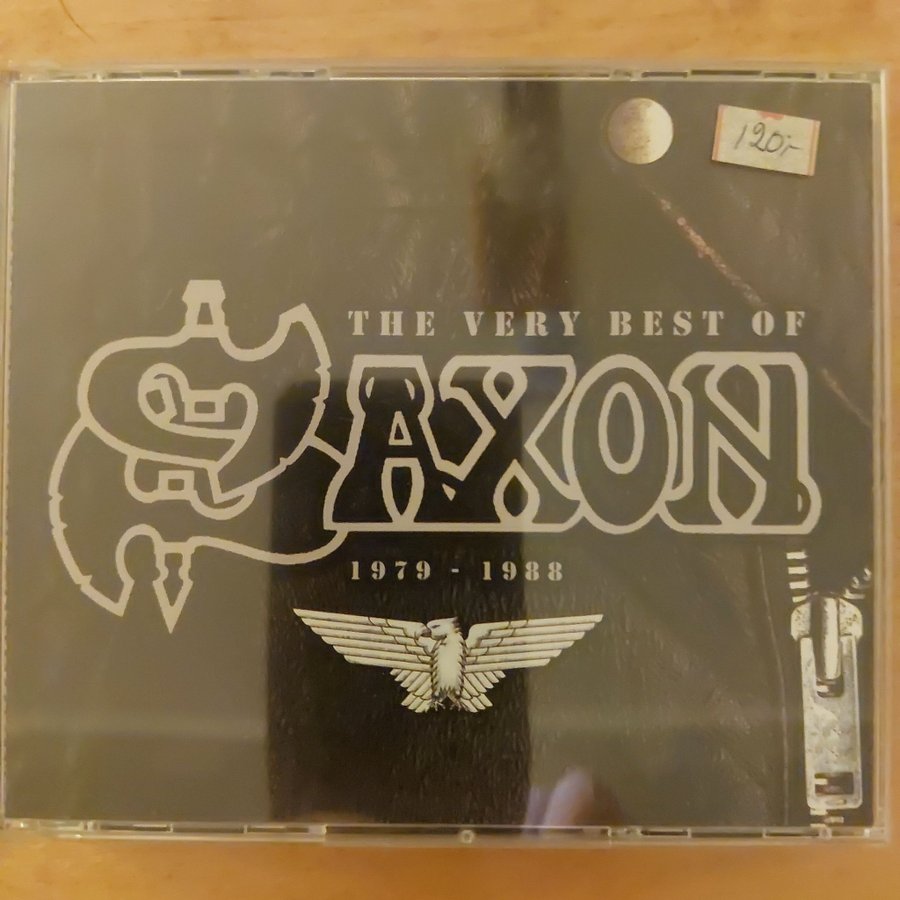 120,-
THE VERY BEST OF
SAXON
1979 - 1988